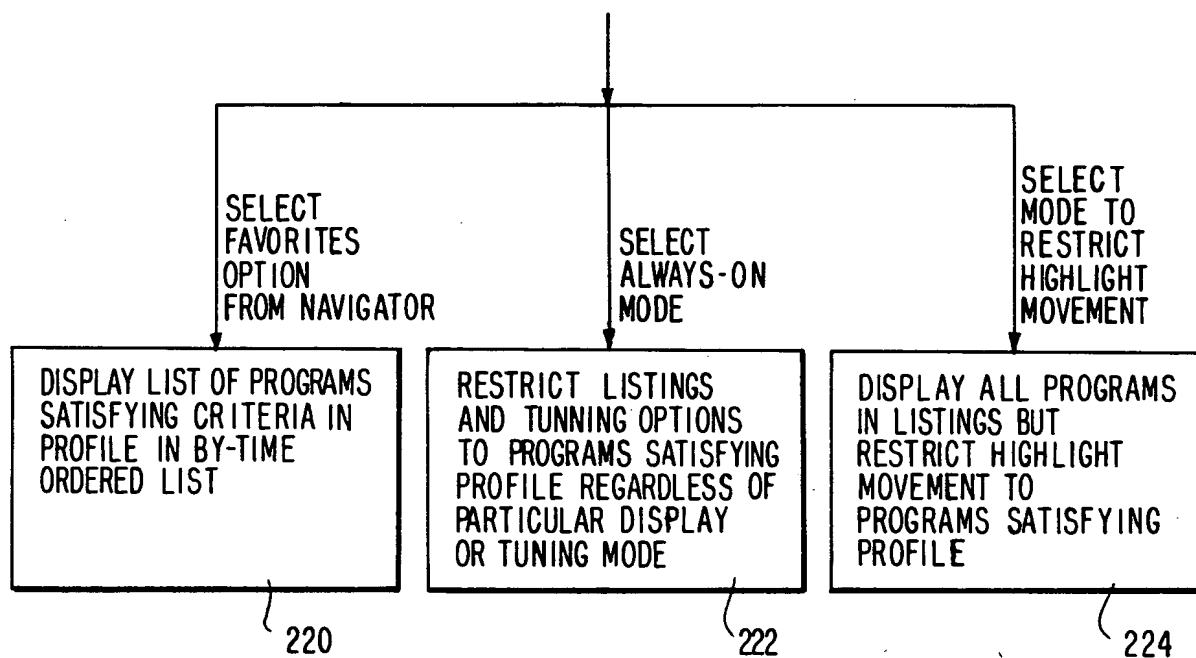 SELECT
FAVORITES
OPTION
FROM NAVIGATOR
SELECT
ALWAYS-ON
MODE
SELECT
MODE TO
RESTRICT
HIGHLIGHT
MOVEMENT
DISPLAY LIST OF PROGRAMS
SATISFYING CRITERIA IN
PROFILE IN BY-TIME
ORDERED LIST
RESTRICT LISTINGS
AND TUNNING OPTIONS
TO PROGRAMS SATISFYING
PROFILE REGARDLESS OF
PARTICULAR DISPLAY
OR TUNING MODE
DISPLAY ALL PROGRAMS
IN LISTINGS BUT
RESTRICT HIGHLIGHT
MOVEMENT TO
PROGRAMS SATISFYING
PROFILE
220
222
224